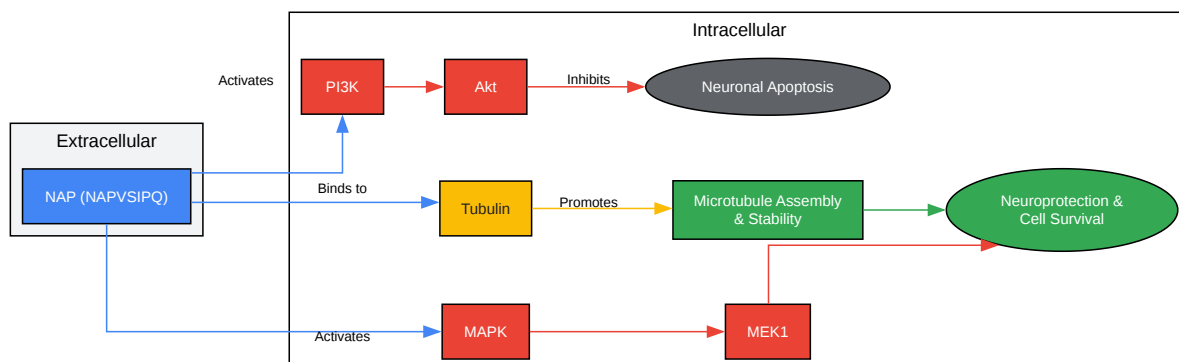 Intracellular
Activates
PI3K
Akt
Inhibits
Neuronal Apoptosis
Extracellular
NAP (NAPVSIPQ)
Binds to
Tubulin
Promotes
Microtubule Assembly
& Stability
Neuroprotection &
Cell Survival
Activates
MAPK
MEK1